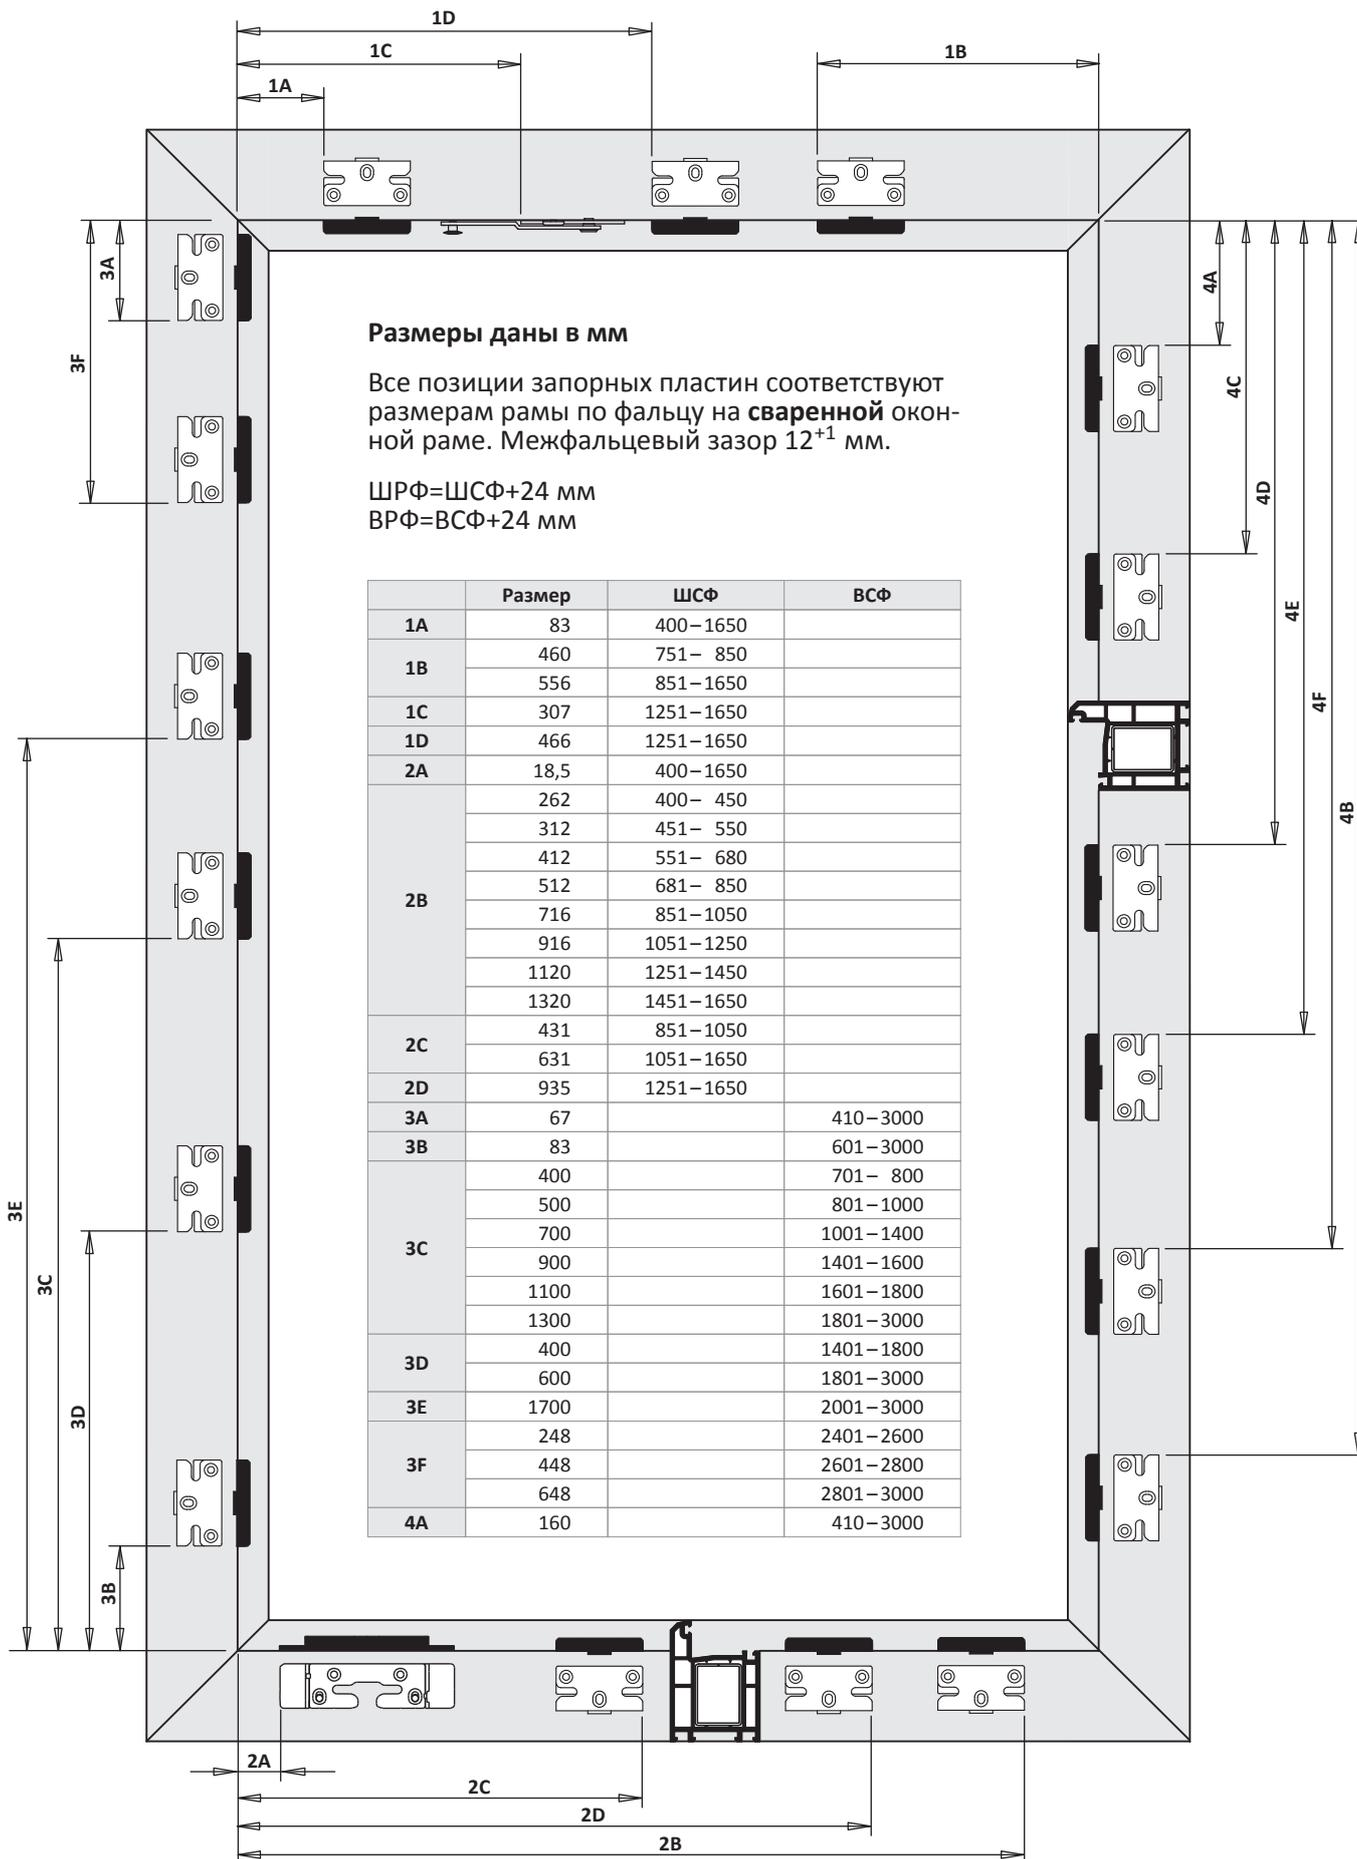 1D
1C
1B
1A
3A
3F
4A
4C
4D
4E
4F
4B
Размеры даны в мм
Все позиции запорных пластин соответствуют
размерам рамы по фальцу на сваренной окон-
ной раме. Межфальцевый зазор 12+1 мм.
ШРФ=ШСФ+24 мм
ВРФ=ВСФ+24 мм
Размер ШСФ ВСФ
1A 83 400–1650
1B 460 751– 850
556 851–1650
1C 307 1251–1650
1D 466 1251–1650
2A 18,5 400–1650
2B 262 400– 450
312 451– 550
412 551– 680
512 681– 850
716 851–1050
916 1051–1250
1120 1251–1450
1320 1451–1650
2C 431 851–1050
631 1051–1650
2D 935 1251–1650
3A 67 410–3000
3B 83 601–3000
3C 400 701– 800
500 801–1000
700 1001–1400
900 1401–1600
1100 1601–1800
1300 1801–3000
3D 400 1401–1800
600 1801–3000
3E 1700 2001–3000
3F 248 2401–2600
448 2601–2800
648 2801–3000
4A 160 410–3000
3E
3C
3D
3B
2A
2C
2D
2B